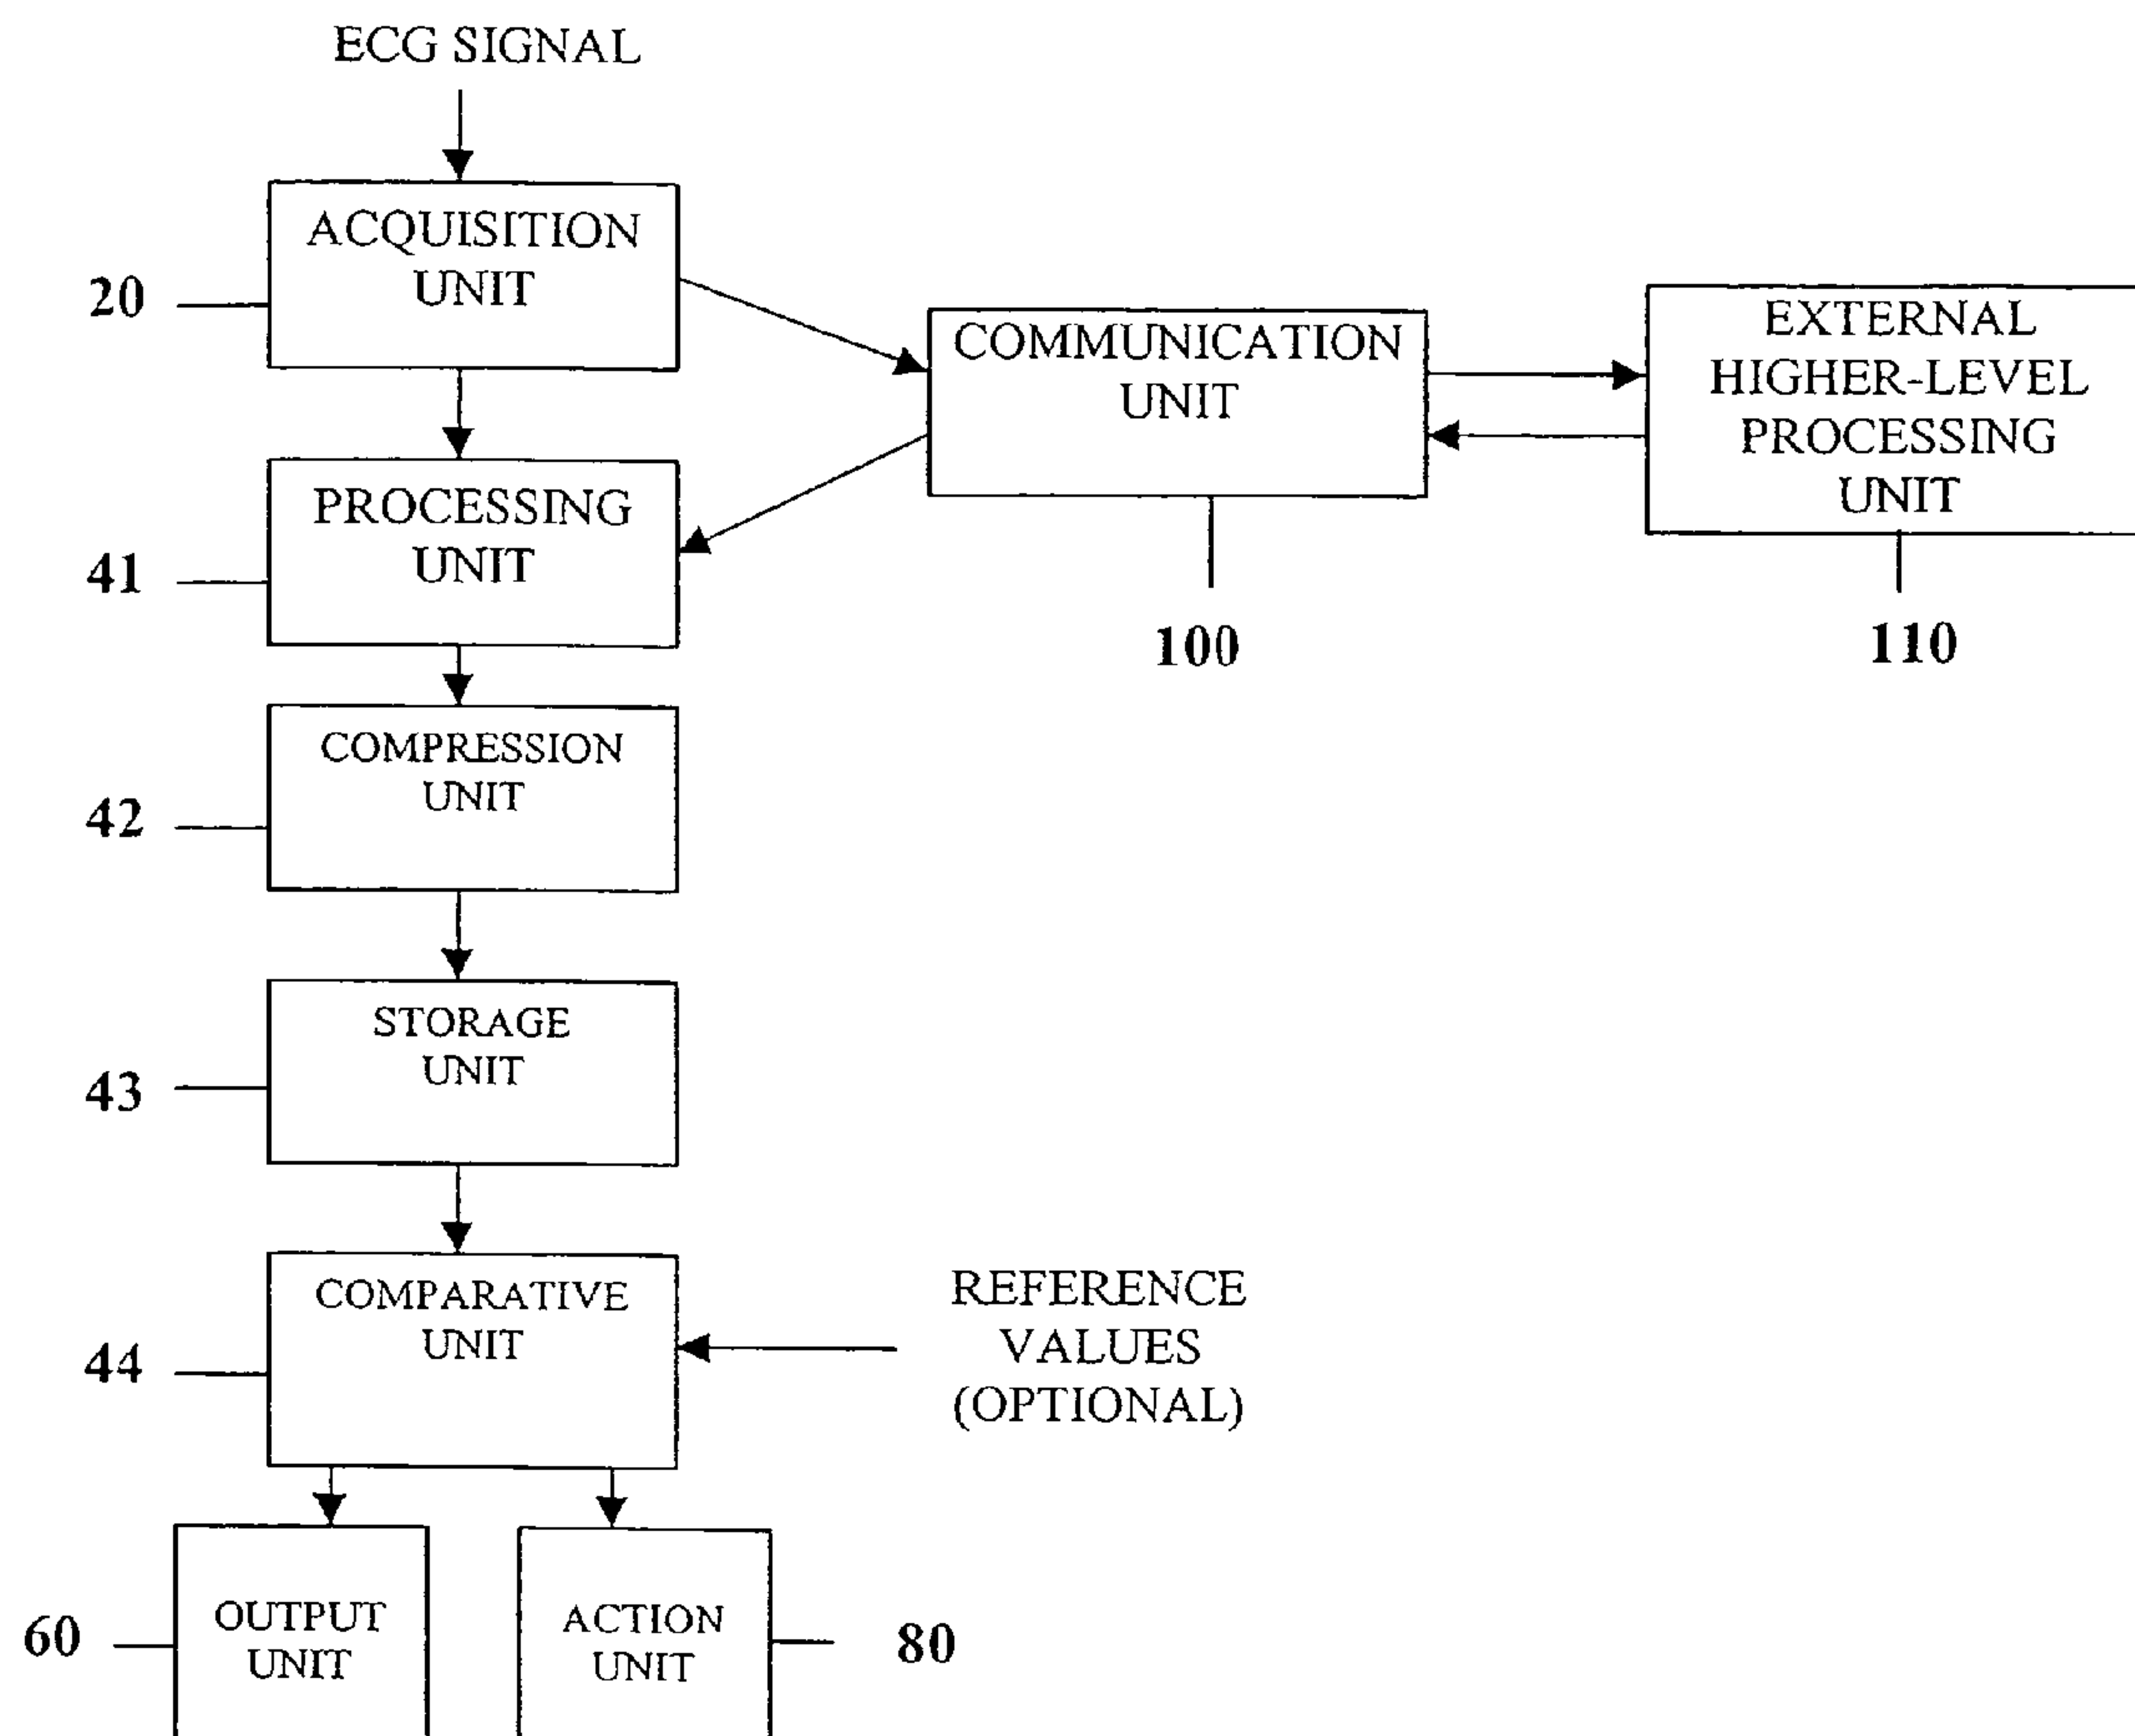 ECG SIGNAL
ACQUISITION
UNIT
20
COMMUNICATION
UNIT
100
EXTERNAL
HIGHER-LEVEL
PROCESSING
UNIT
110
PROCESSING
UNIT
41
COMPRESSION
UNIT
42
STORAGE
UNIT
43
COMPARATIVE
UNIT
44
REFERENCE
VALUES
(OPTIONAL)
OUTPUT
UNIT
60
ACTION
UNIT
80